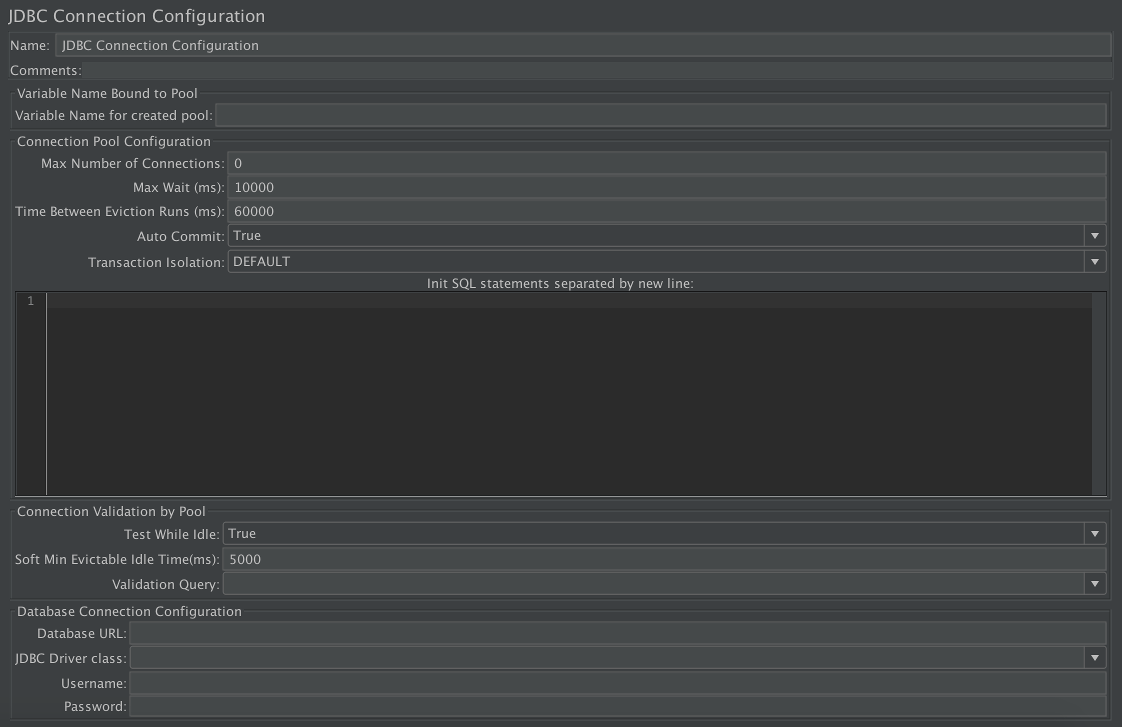 JDBC Connection Configuration
Name: JDBC Connection Configuration
Comments:
Variable Name Bound to Pool
Variable Name for created pool:
Connection Pool Configuration
Max Number of Connections: 0
Max Wait (ms): 10000
Time Between Eviction Runs (ms): 60000
Auto Commit: True
Transaction Isolation: DEFAULT
Init SQL statements separated by new line:
1
Connection Validation by Pool
Test While Idle: True
Soft Min Evictable Idle Time(ms): 5000
Validation Query:
Database Connection Configuration
Database URL:
JDBC Driver class:
Username:
Password: